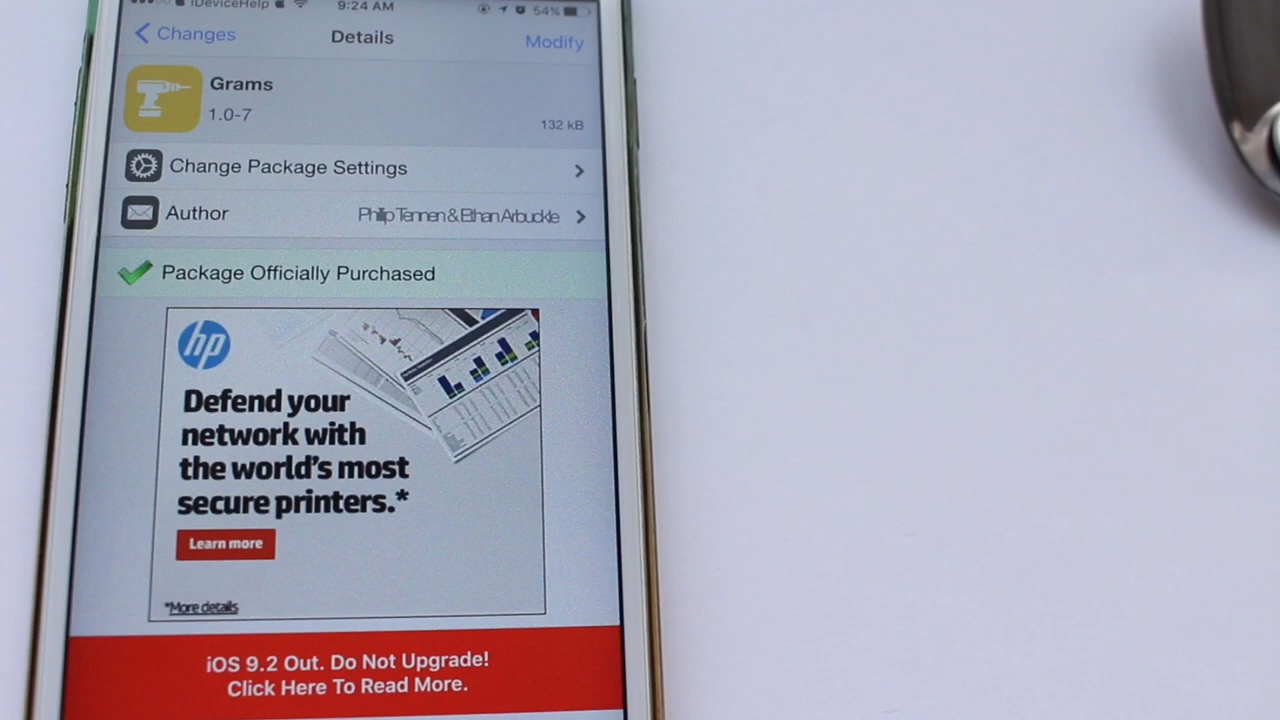 iDeviceHelp 9:24 AM 54%
Changes Details Modify
Grams
1.0-7
132 kB
Change Package Settings
Author Philip Tennen & Ethan Arbuckle
Package Officially Purchased
hp
Defend your
network with
the world's most
secure printers.*
Learn more
*More details
iOS 9.2 Out. Do Not Upgrade!
Click Here To Read More.